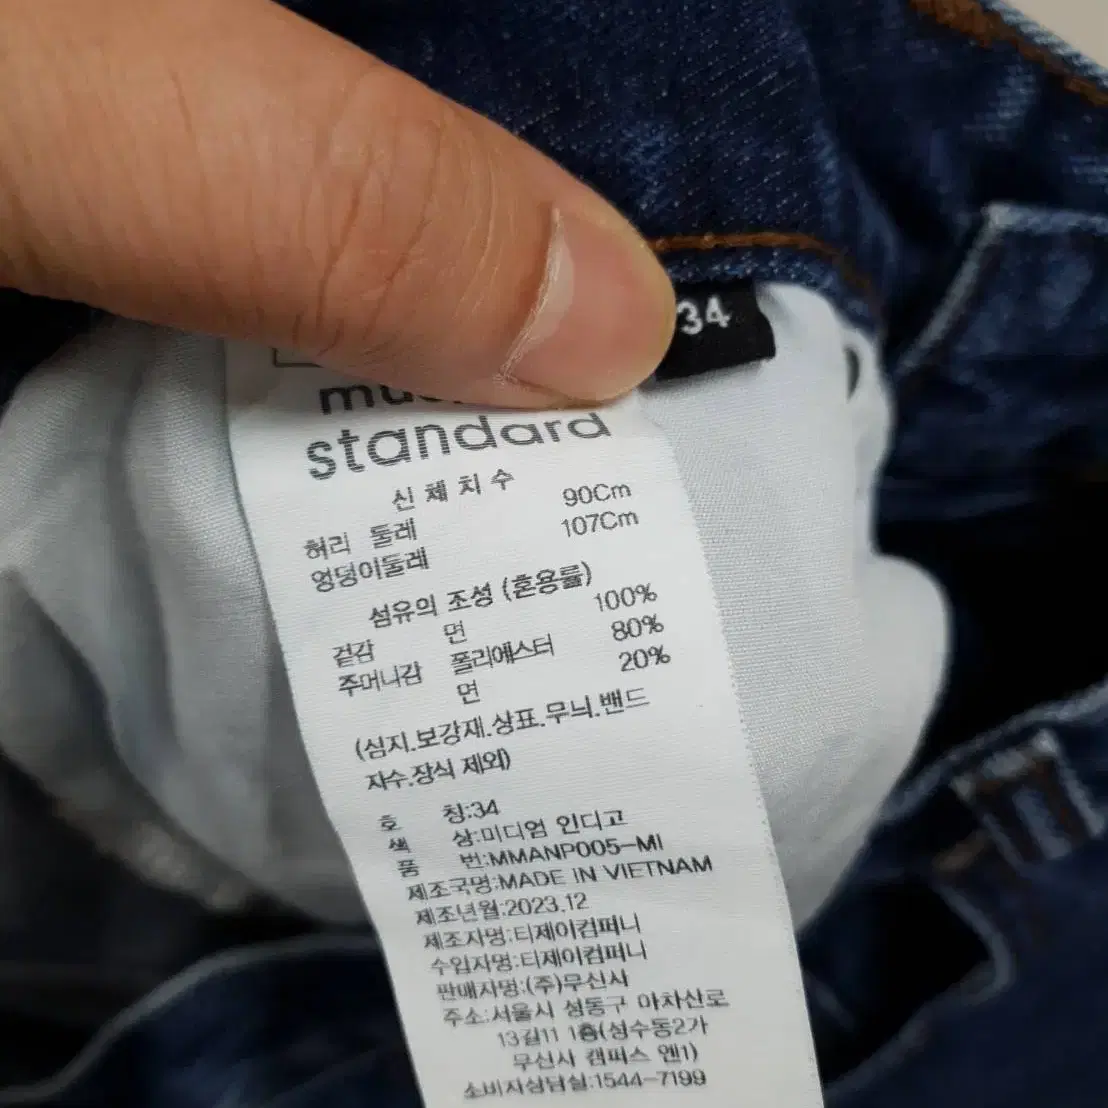 34
standard
신체치수
허리 둘레 90Cm
엉덩이둘레 107Cm
섬유의 조성 (혼용률)
겉감 면 100%
주머니감 폴리에스터 80%
면 20%
(심지.보강재.상표.무늬.밴드
자수.장식 제외)
호 칭:34
색 상:미디엄 인디고
품 번:MMANP005-MI
제조국명:MADE IN VIETNAM
제조년월:2023.12
제조자명:티제이컴퍼니
수입자명:티제이컴퍼니
판매자명:(주)무신사
주소:서울시 성동구 아차산로
13길11 1층(성수동2가
무신사 캠퍼스 엔1)
소비자상담실:1544-7199